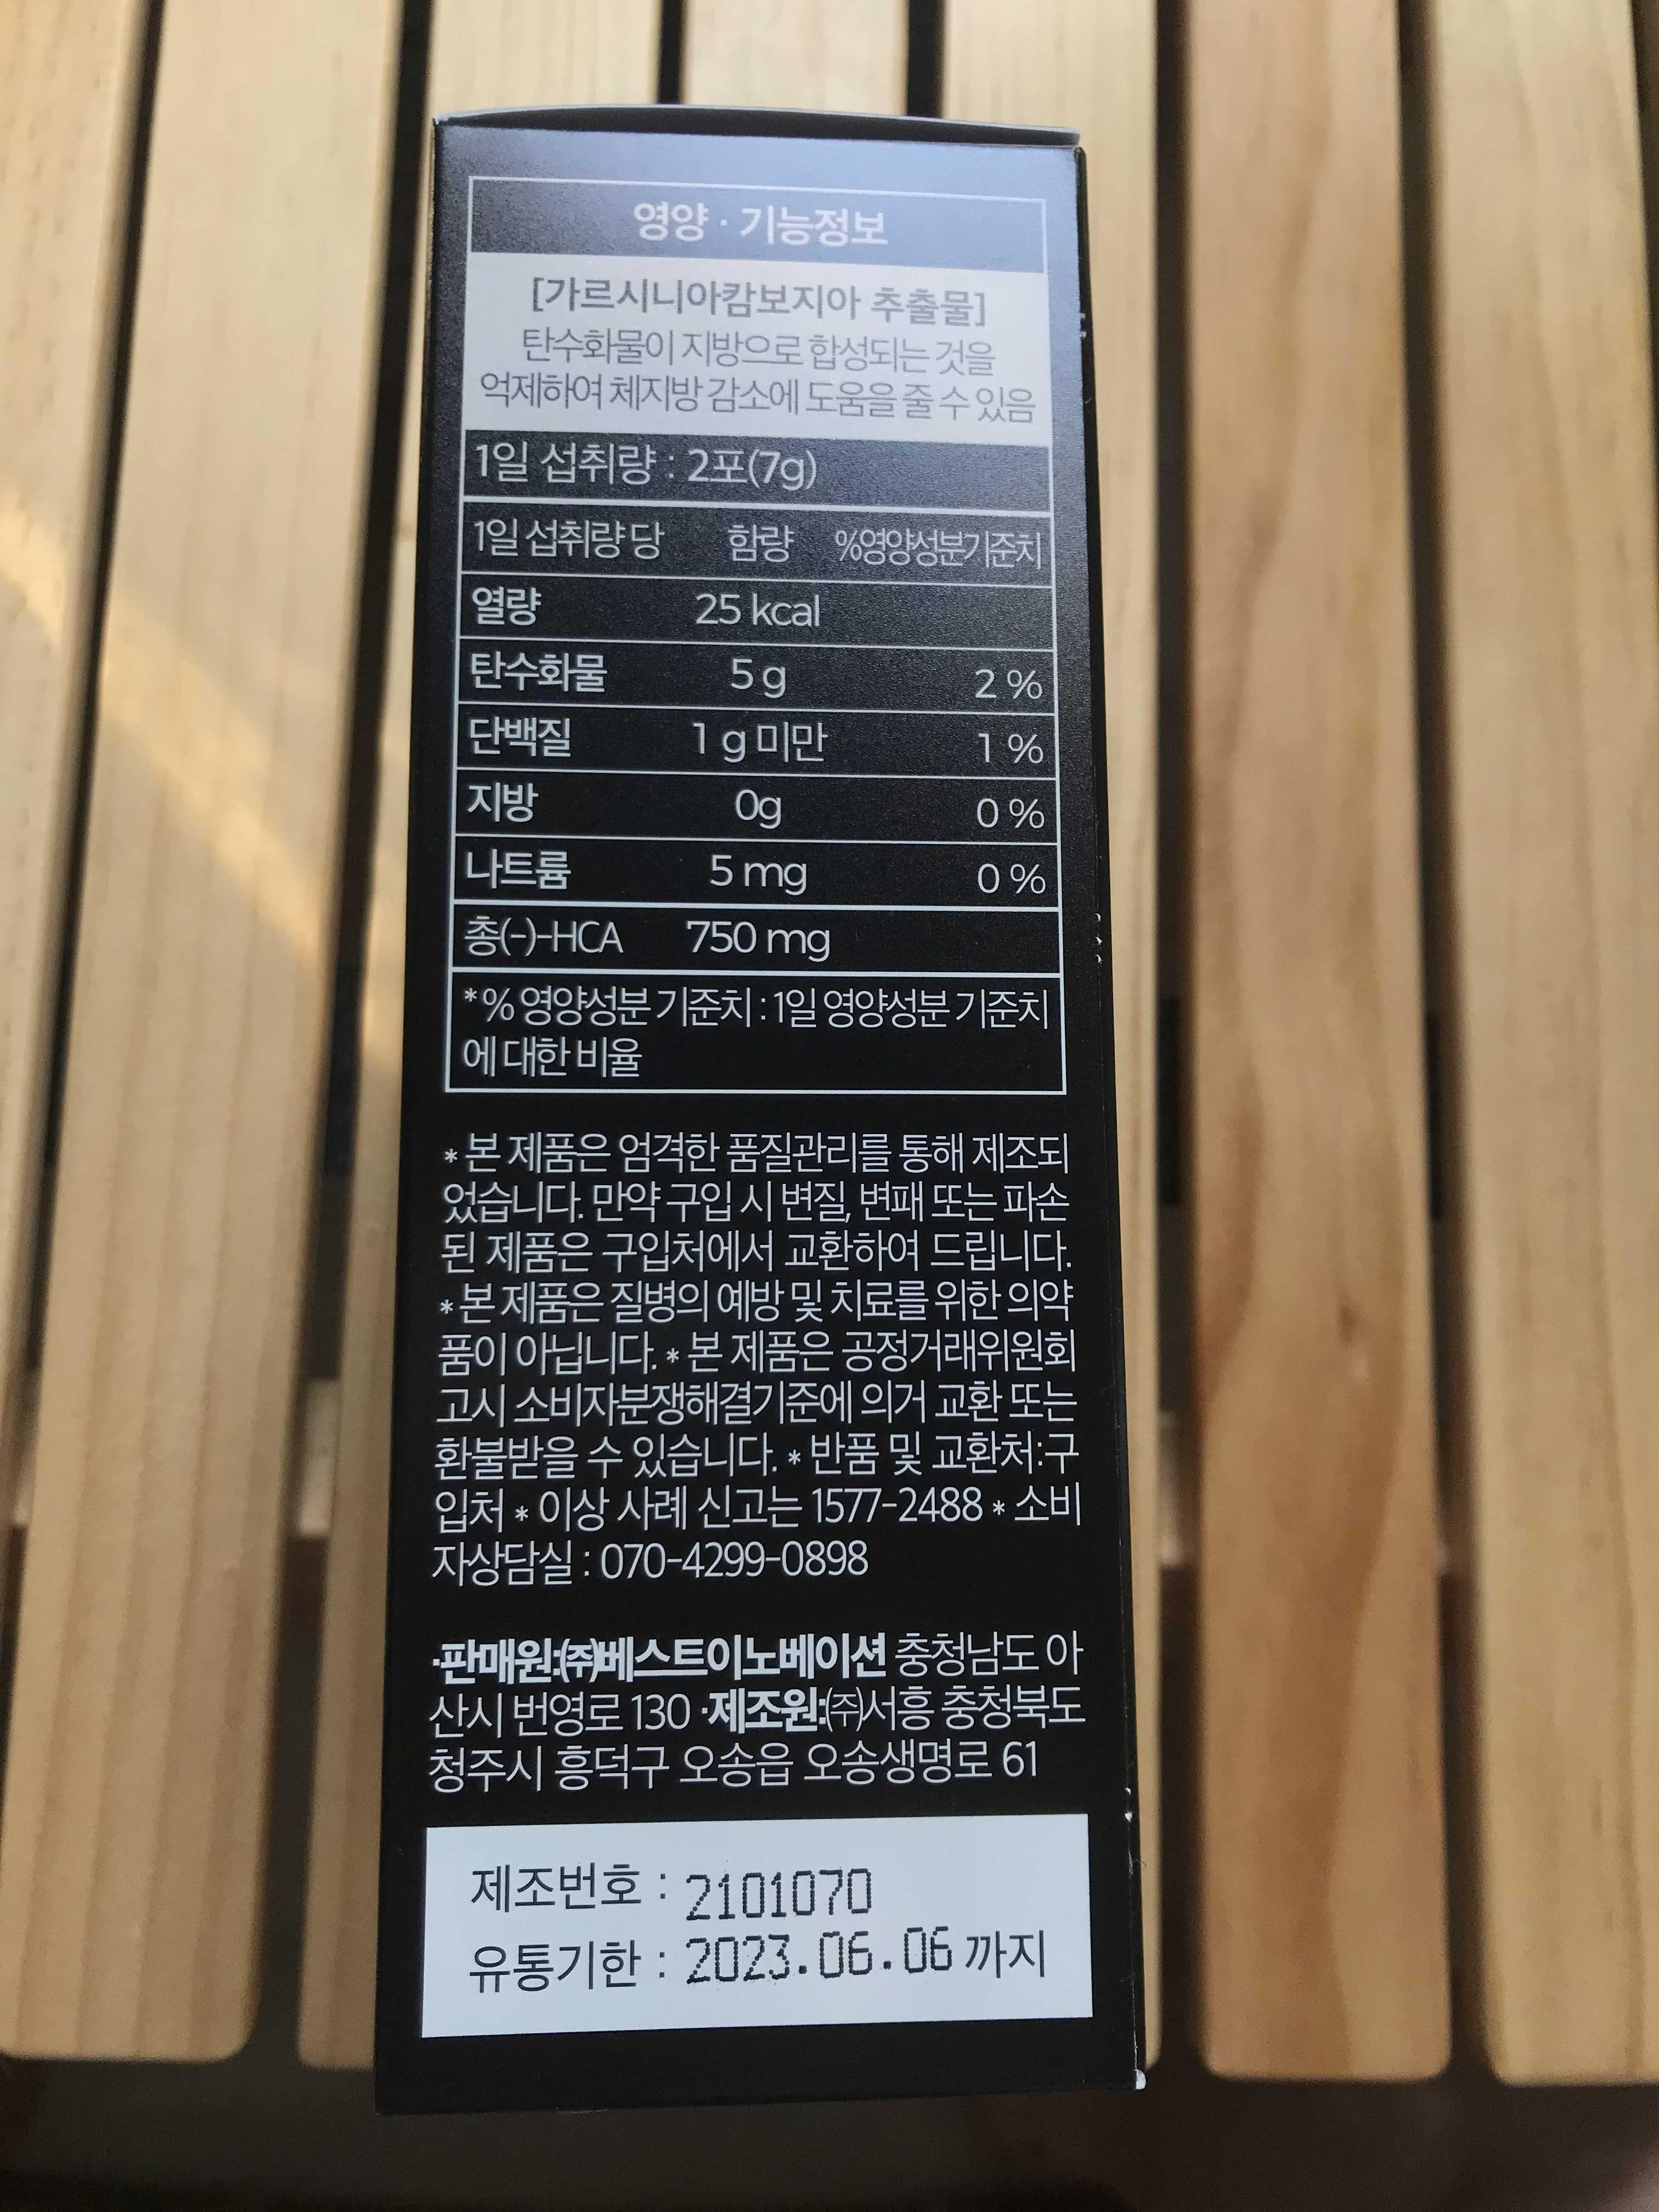 영양 · 기능정보
[가르시니아캄보지아 추출물]
탄수화물이 지방으로 합성되는 것을
억제하여 체지방 감소에 도움을 줄 수 있음
1일 섭취량 : 2포(7g)
1일 섭취량 당 함량 %영양성분기준치
열량 25 kcal
탄수화물 5 g 2 %
단백질 1 g 미만 1 %
지방 0g 0 %
나트륨 5 mg 0 %
총(-)-HCA 750 mg
*% 영양성분 기준치 : 1일 영양성분 기준치
에 대한 비율
* 본 제품은 엄격한 품질관리를 통해 제조되
었습니다. 만약 구입 시 변질, 변패 또는 파손
된 제품은 구입처에서 교환하여 드립니다.
* 본 제품은 질병의 예방 및 치료를 위한 의약
품이 아닙니다. * 본 제품은 공정거래위원회
고시 소비자분쟁해결기준에 의거 교환 또는
환불받을 수 있습니다. * 반품 및 교환처:구
입처 * 이상 사례 신고는 1577-2488 * 소비
자상담실 : 070-4299-0898
·판매원:(주)베스트이노베이션 충청남도 아
산시 번영로 130 ·제조원:(주)서흥 충청북도
청주시 흥덕구 오송읍 오송생명로 61
제조번호 : 2101070
유통기한 : 2023.06.06 까지